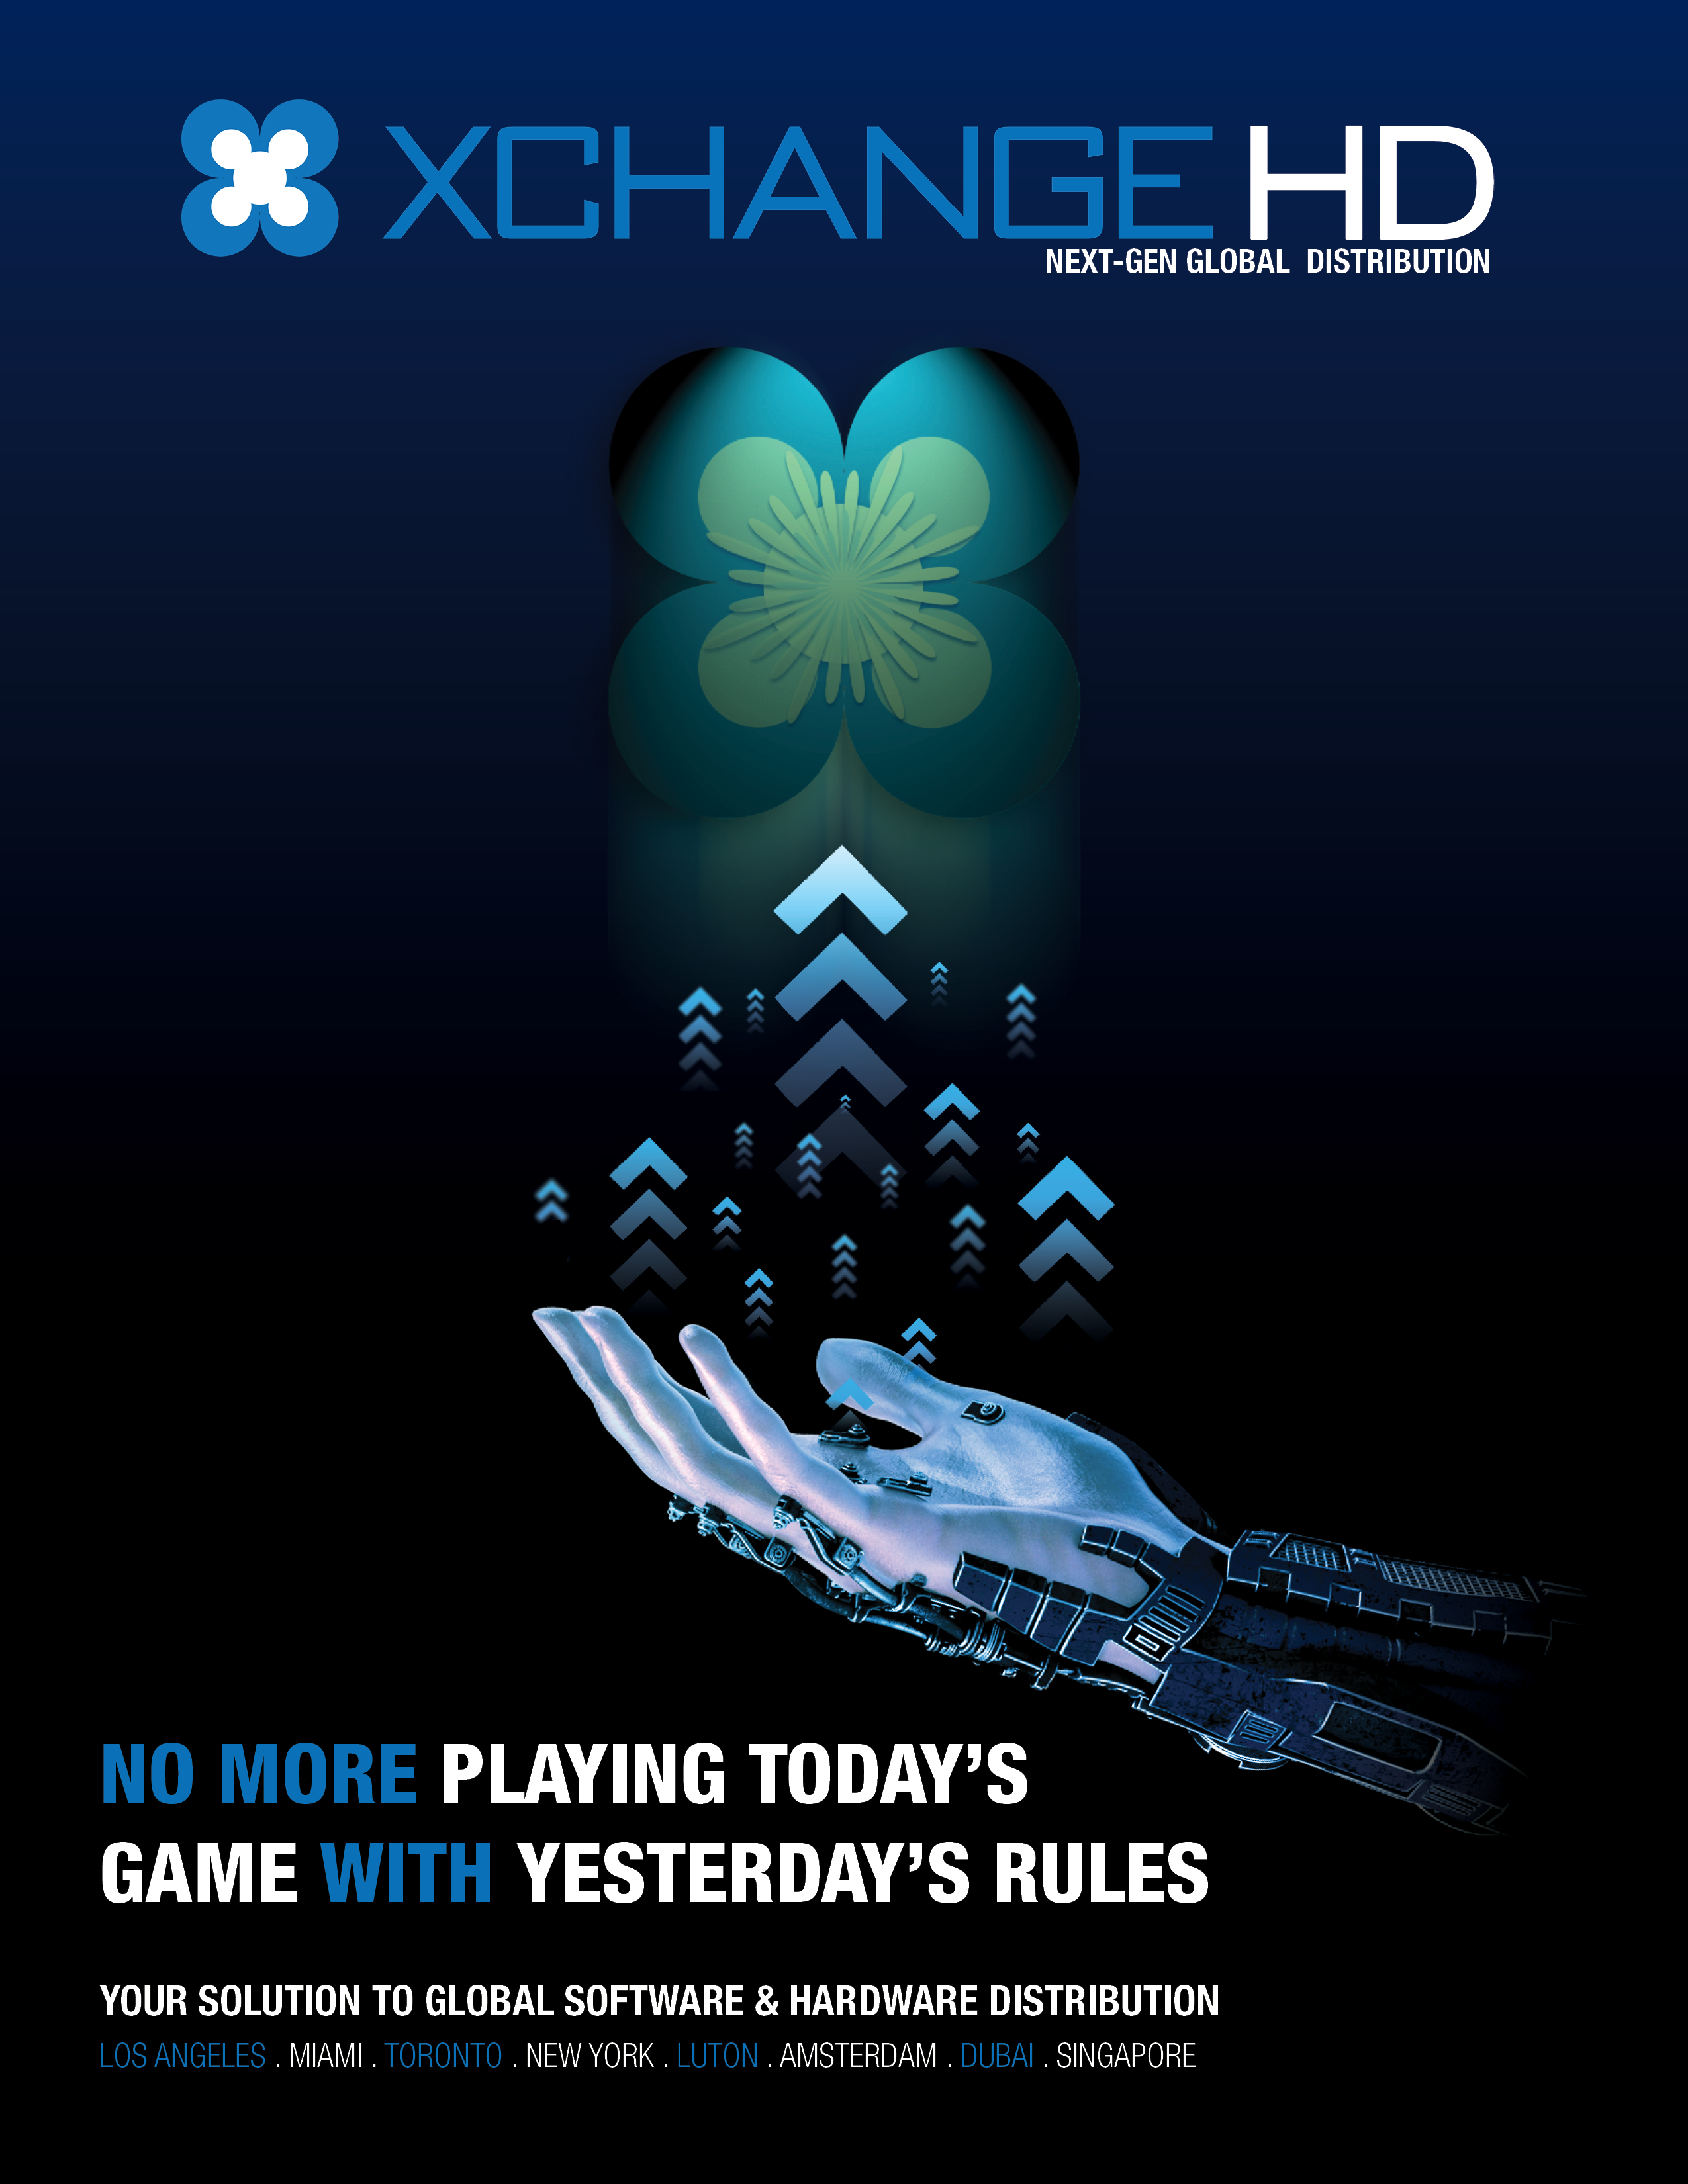 XCHANGE HD
NEXT-GEN GLOBAL DISTRIBUTION
NO MORE PLAYING TODAY’S
GAME WITH YESTERDAY’S RULES
YOUR SOLUTION TO GLOBAL SOFTWARE & HARDWARE DISTRIBUTION
LOS ANGELES . MIAMI . TORONTO . NEW YORK . LUTON . AMSTERDAM . DUBAI . SINGAPORE